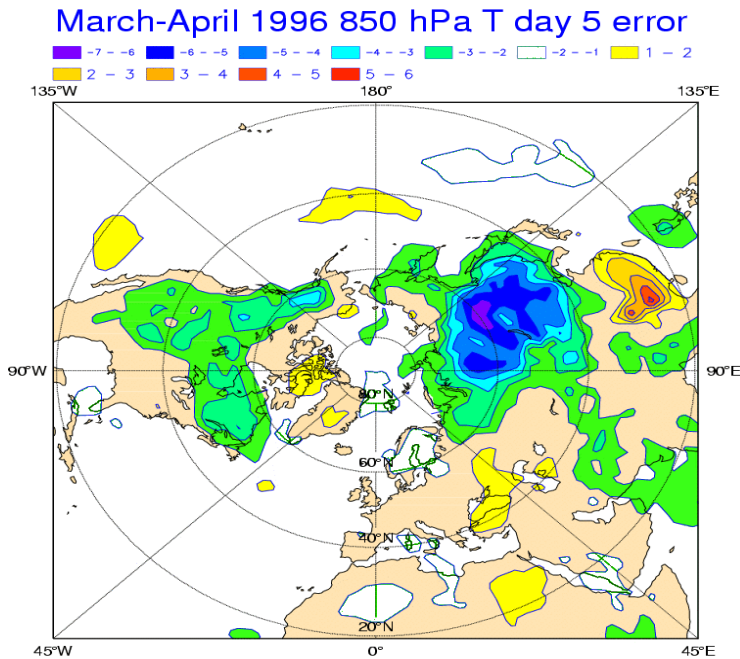 March-April 1996 850 hPa T day 5 error
-7 - -6 -6 - -5 -5 - -4 -4 - -3 -3 - -2 -2 - -1 1 - 2
2 - 3 3 - 4 4 - 5 5 - 6
135°W 180° 135°E
90°W 90°E
80°N
60°N
40°N
20°N
45°W 0° 45°E